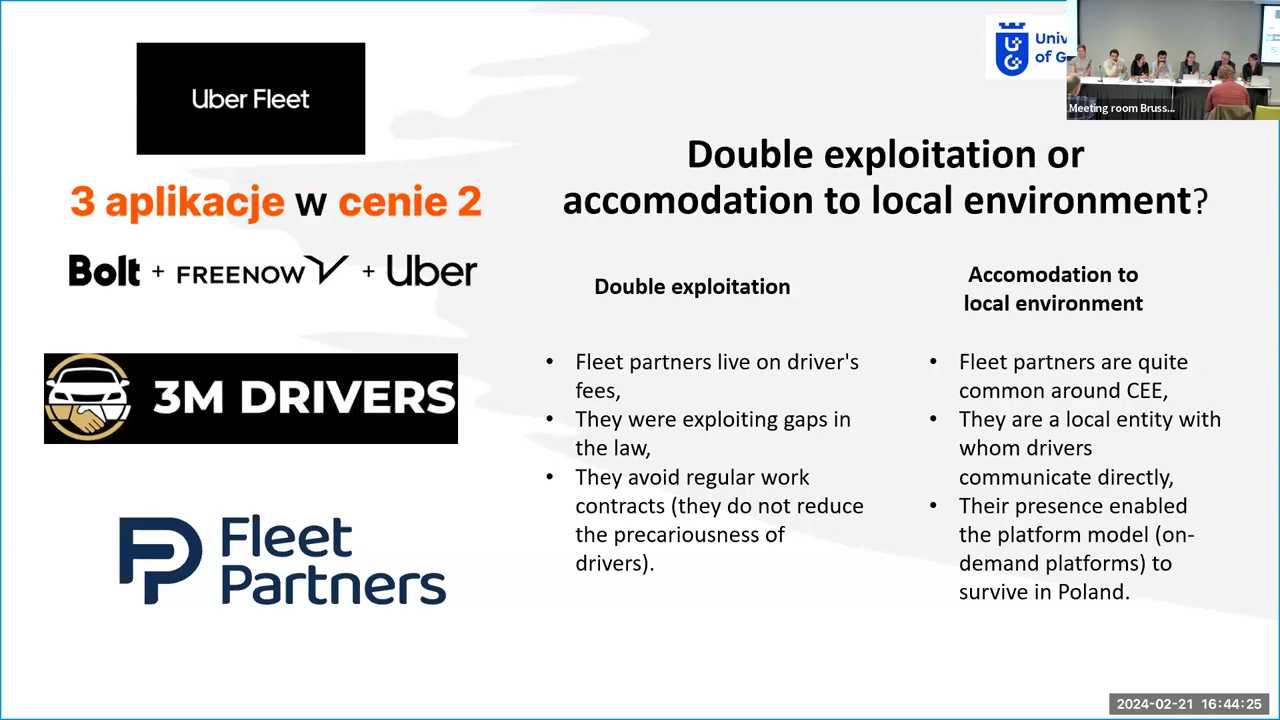 Uber Fleet
3 aplikacje w cenie 2
Bolt + FREENOW + Uber
3M DRIVERS
Fleet
Partners
Univ
of G
Meeting room Bruss...
Double exploitation or
accomodation to local environment?
Double exploitation
• Fleet partners live on driver's
fees,
• They were exploiting gaps in
the law,
• They avoid regular work
contracts (they do not reduce
the precariousness of
drivers).
Accomodation to
local environment
• Fleet partners are quite
common around CEE,
• They are a local entity with
whom drivers
communicate directly,
• Their presence enabled
the platform model (on-
demand platforms) to
survive in Poland.
2024-02-21 16:44:25